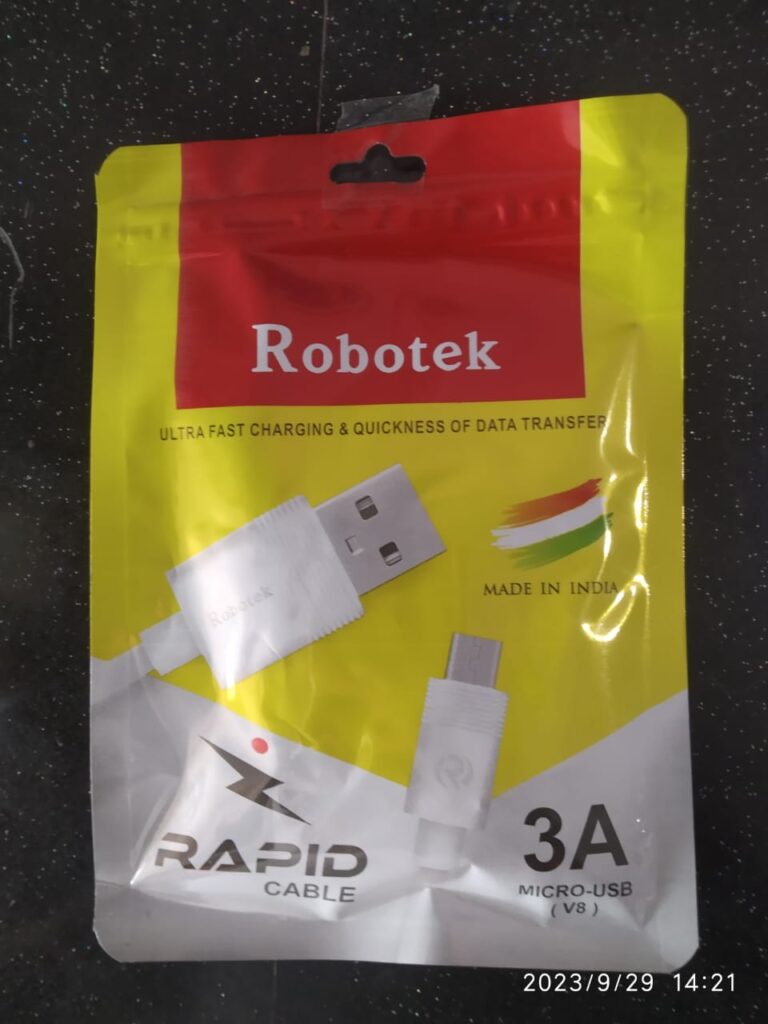 Robotek
ULTRA FAST CHARGING & QUICKNESS OF DATA TRANSFER
Robotek
MADE IN INDIA
R
RAPID
CABLE
3A
MICRO-USB
( V8 )
2023/9/29 14:21